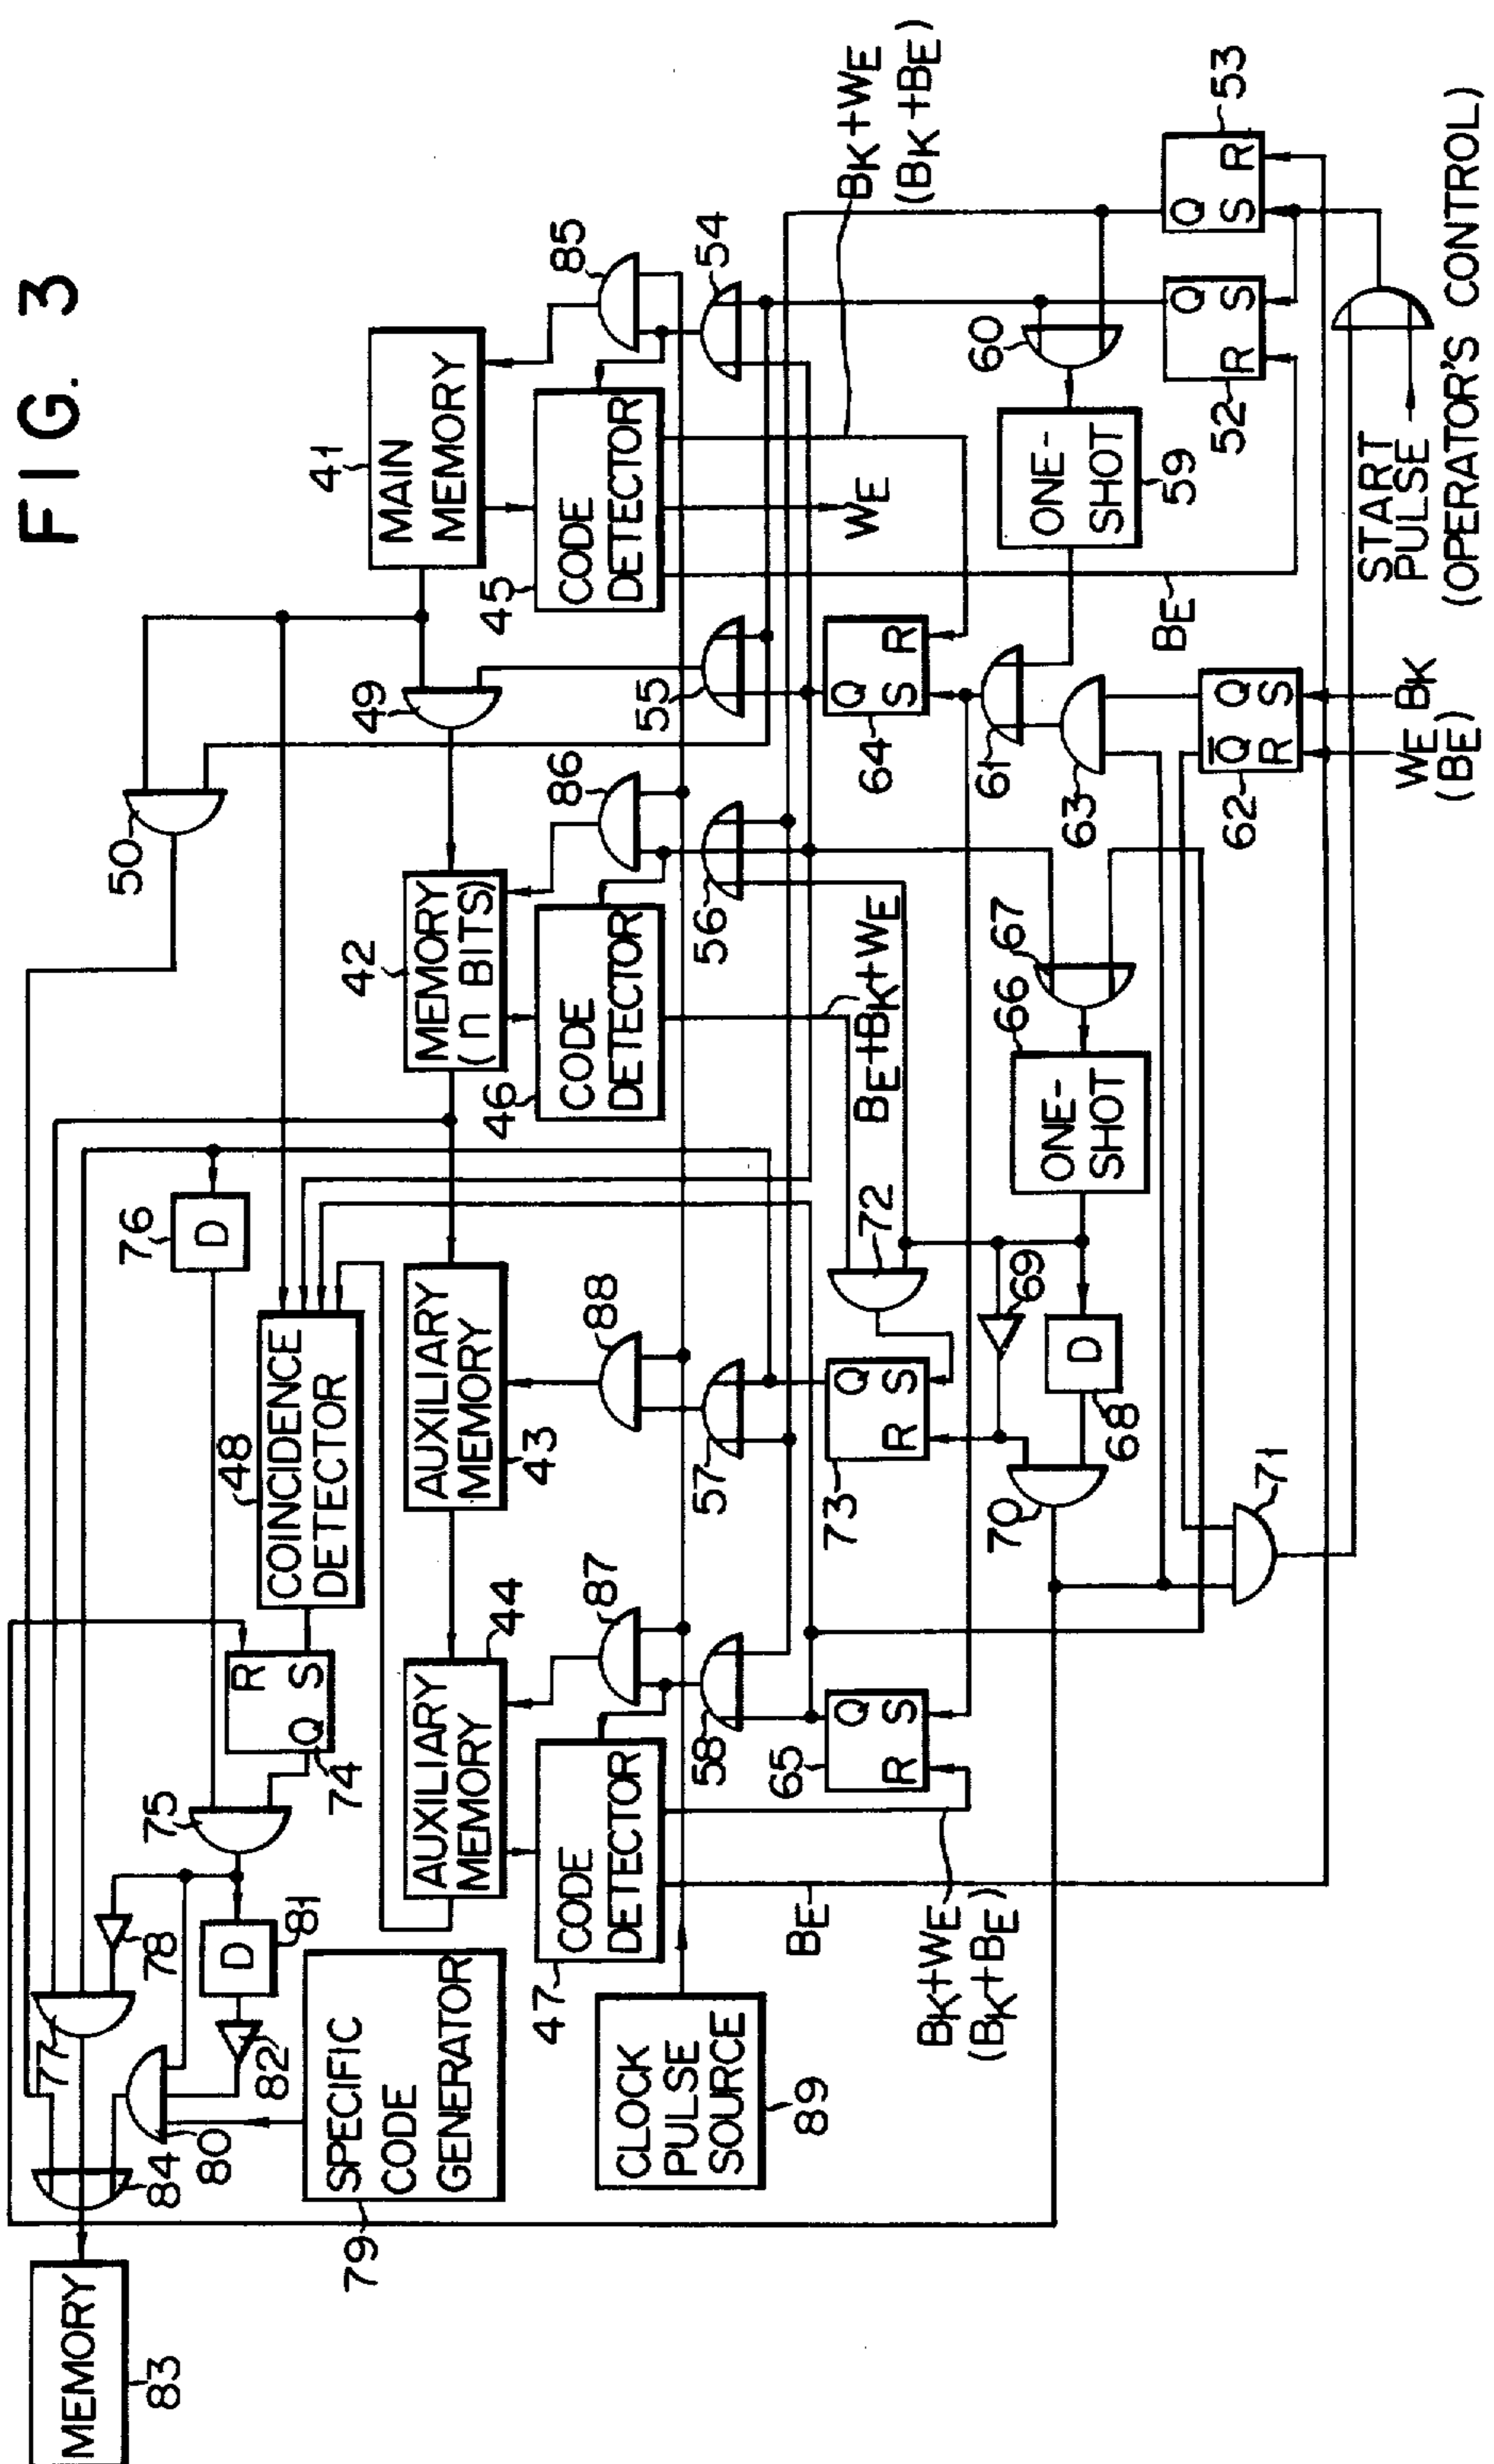 FIG. 3
MEMORY
83
84
77
80
78
82
D
81
75
74
R
S
Q
48
COINCIDENCE
DETECTOR
76
D
50
49
79
SPECIFIC
CODE
GENERATOR
AUXILIARY
MEMORY
44
AUXILIARY
MEMORY
43
42
MEMORY
(n BITS)
41
MAIN
MEMORY
47
CODE
DETECTOR
46
CODE
DETECTOR
45
CODE
DETECTOR
CLOCK
PULSE
SOURCE
89
87
88
86
85
58
57
56
55
54
BE
BK+WE
(BK+BE)
65
Q
R S
73
Q
R S
72
BE+BK+WE
64
Q
S R
WE
BK+WE
(BK+BE)
70
69
D
68
66
ONE-
SHOT
67
61
63
ONE-
SHOT
59
60
71
62
Q̅ Q
R S
WE BK
(BE)
BE
52
Q
R S
53
Q
S R
START
PULSE
(OPERATOR'S CONTROL)